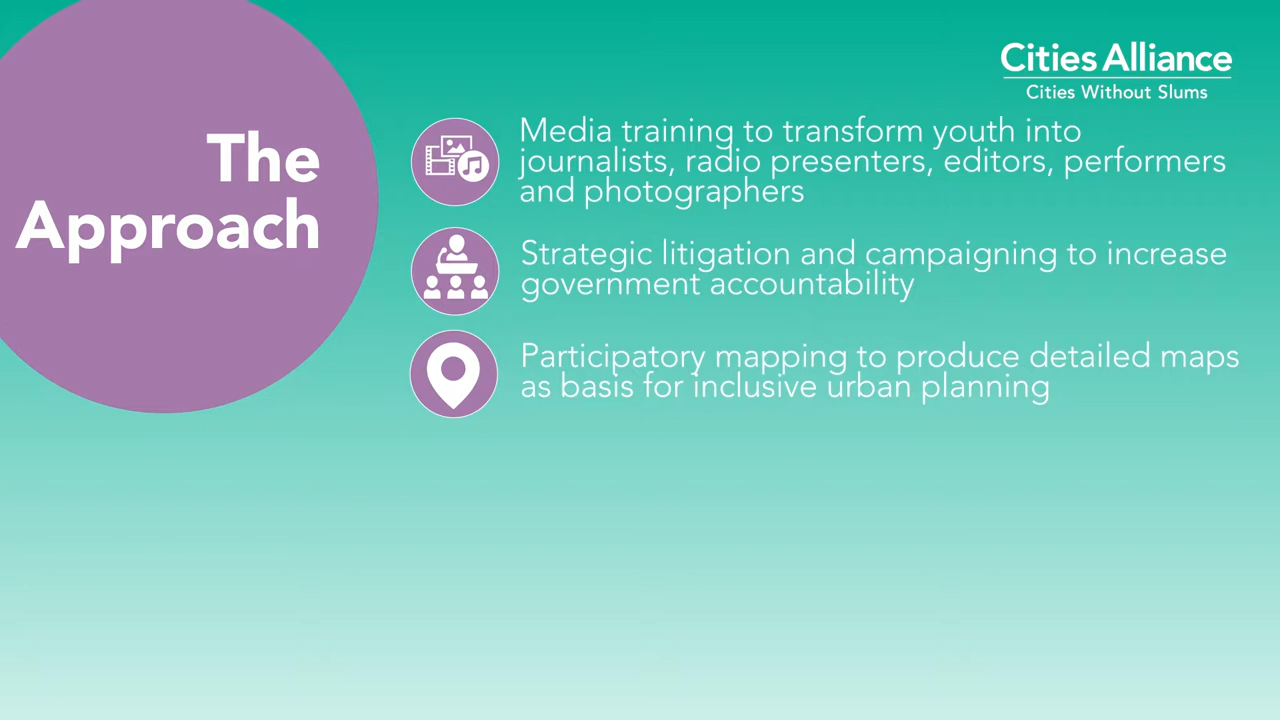 The
Approach
Cities Alliance
Cities Without Slums
Media training to transform youth into
journalists, radio presenters, editors, performers
and photographers
Strategic litigation and campaigning to increase
government accountability
Participatory mapping to produce detailed maps
as basis for inclusive urban planning